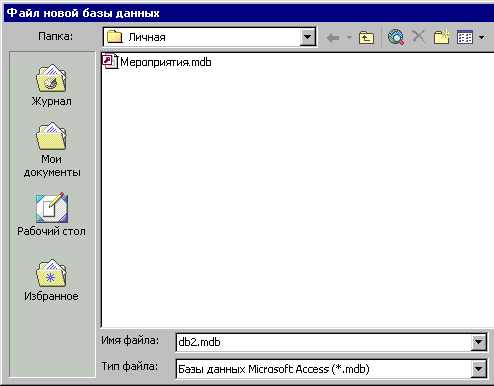 Файл новой базы данных
Папка:
Личная
Мероприятия.mdb
Журнал
Мои
документы
Рабочий стол
Избранное
Имя файла:
db2.mdb
Тип файла:
Базы данных Microsoft Access (*.mdb)